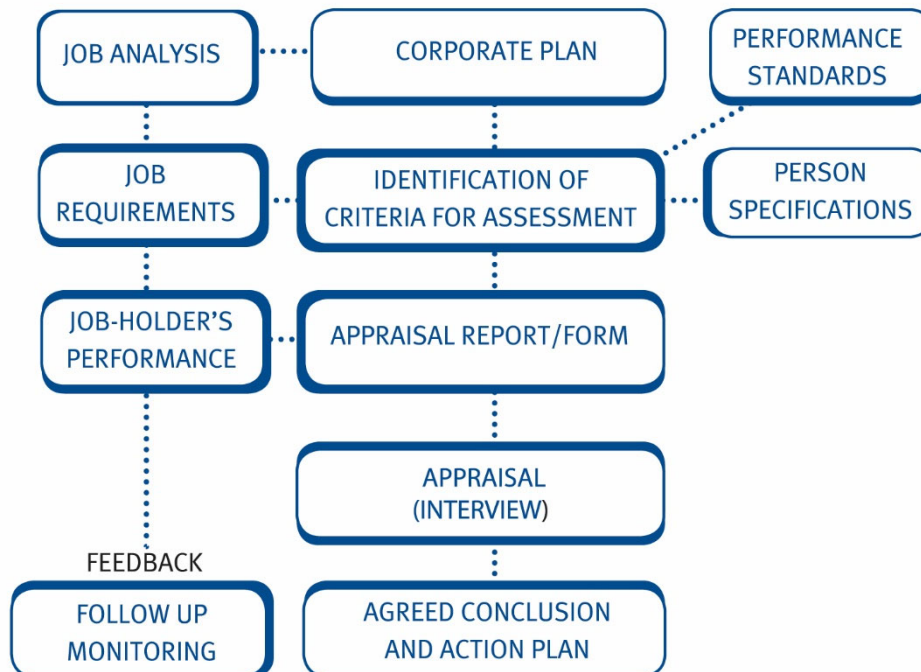 JOB ANALYSIS
CORPORATE PLAN
PERFORMANCE
STANDARDS
JOB
REQUIREMENTS
IDENTIFICATION OF
CRITERIA FOR ASSESSMENT
PERSON
SPECIFICATIONS
JOB-HOLDER'S
PERFORMANCE
APPRAISAL REPORT/FORM
APPRAISAL
(INTERVIEW)
FEEDBACK
FOLLOW UP
MONITORING
AGREED CONCLUSION
AND ACTION PLAN